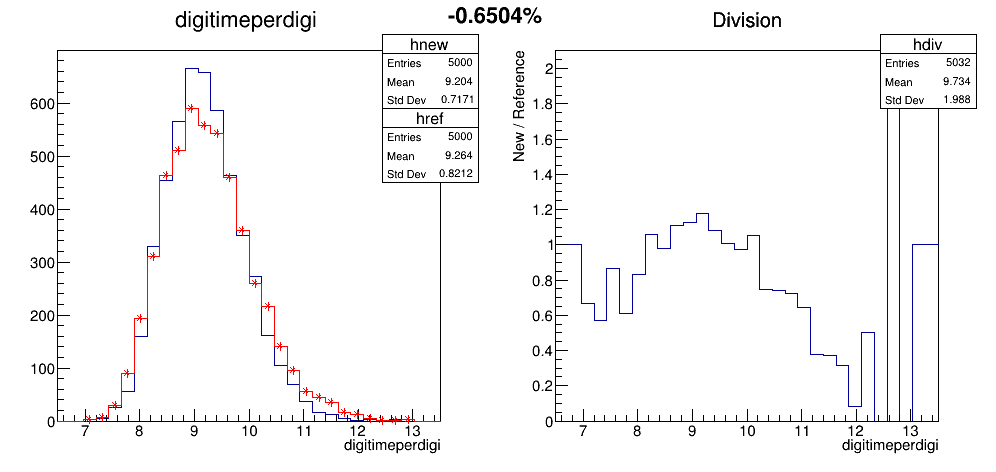 digitimeperdigi
-0.6504%
Division
hnew
Entries 5000
Mean 9.204
Std Dev 0.7171
href
Entries 5000
Mean 9.264
Std Dev 0.8212
600
500
400
300
200
100
0
7 8 9 10 11 12 13
digitimeperdigi
hdiv
Entries 5032
Mean 9.734
Std Dev 1.988
New / Reference
2
1.8
1.6
1.4
1.2
1
0.8
0.6
0.4
0.2
0
7 8 9 10 11 12 13
digitimeperdigi